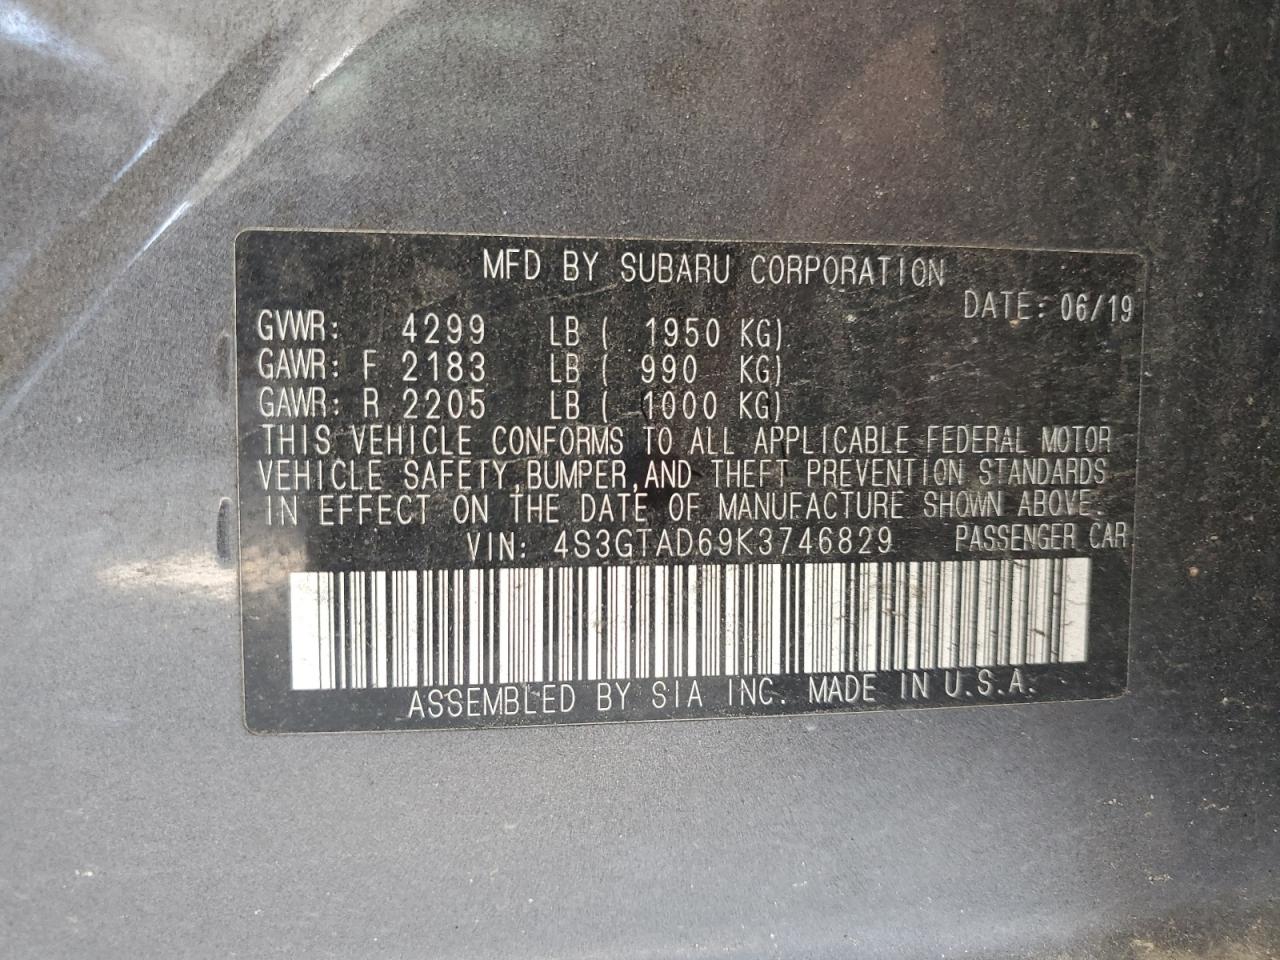 MFD BY SUBARU CORPORATION
DATE: 06/19
GVWR: 4299 LB ( 1950 KG)
GAWR: F 2183 LB ( 990 KG)
GAWR: R 2205 LB ( 1000 KG)
THIS VEHICLE CONFORMS TO ALL APPLICABLE FEDERAL MOTOR
VEHICLE SAFETY,BUMPER,AND THEFT PREVENTION STANDARDS
IN EFFECT ON THE DATE OF MANUFACTURE SHOWN ABOVE.
VIN: 4S3GTAD69K3746829 PASSENGER CAR
ASSEMBLED BY SIA INC. MADE IN U.S.A.